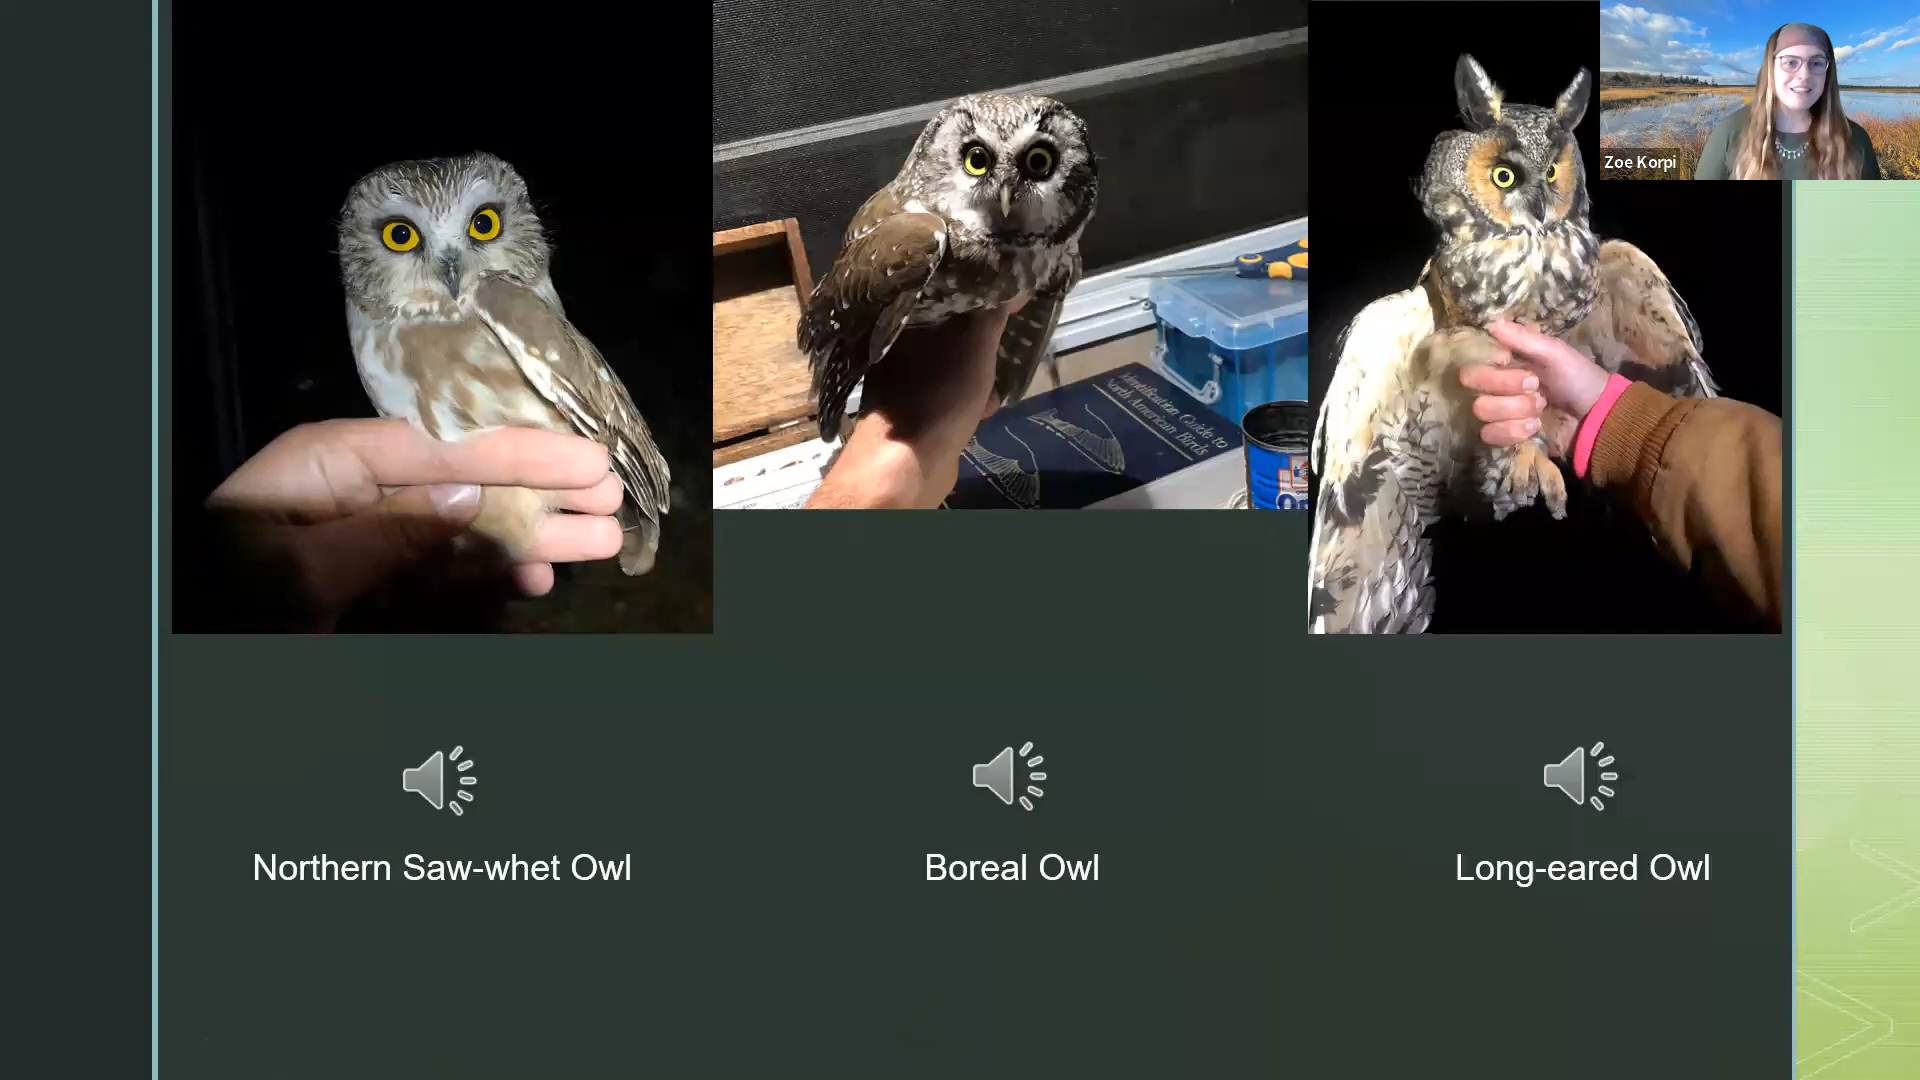 Zoe Korpi
Identification Guide to
North American Birds
Northern Saw-whet Owl
Boreal Owl
Long-eared Owl